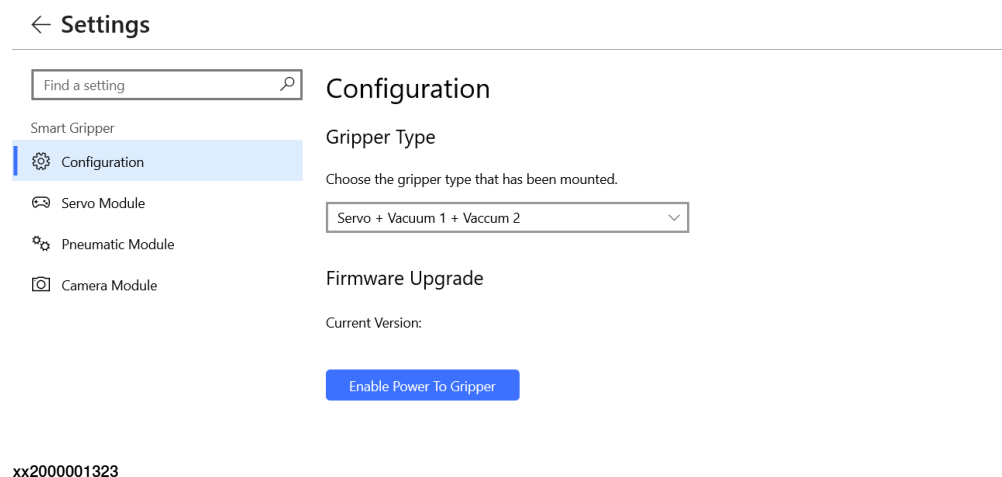 Settings
Find a setting
Smart Gripper
Configuration
Servo Module
Pneumatic Module
Camera Module
Configuration
Gripper Type
Choose the gripper type that has been mounted.
Servo + Vacuum 1 + Vaccum 2
Firmware Upgrade
Current Version:
Enable Power To Gripper
xx2000001323